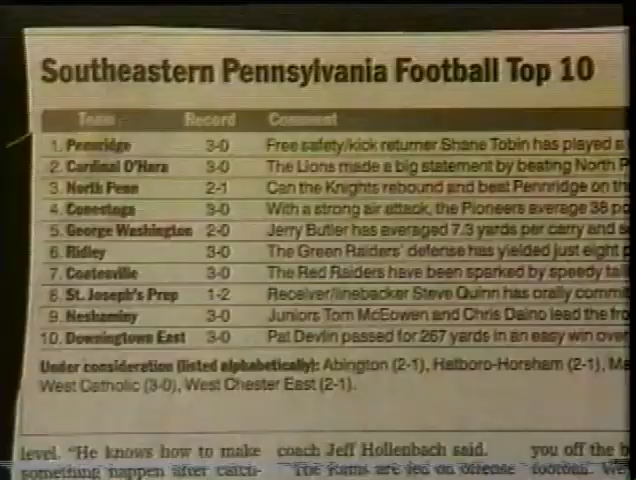 Southeastern Pennsylvania Football Top 10
Team Record Comment
1. Pennridge 3-0 Free safety/kick returner Shane Tobin has played a
2. Cardinal O'Hara 3-0 The Lions made a big statement by beating North P
3. North Penn 2-1 Can the Knights rebound and beat Pennridge on th
4. Conestoga 3-0 With a strong air attack, the Pioneers average 38 po
5. George Washington 2-0 Jerry Butler has averaged 7.3 yards per carry and s
6. Ridley 3-0 The Green Raiders' defense has yielded just eight p
7. Coatesville 3-0 The Red Raiders have been sparked by speedy tail
8. St. Joseph's Prep 1-2 Receiver/linebacker Steve Quinn has orally commit
9. Neshaminy 3-0 Juniors Tom McEowen and Chris Daino lead the fro
10. Downingtown East 3-0 Pat Devlin passed for 267 yards in an easy win over
Under consideration (listed alphabetically): Abington (2-1), Hatboro-Horsham (2-1), Ma
West Catholic (3-0), West Chester East (2-1).
level. "He knows how to make coach Jeff Hollenbach said. you off the b
something happen after catch- The Rams are led on offense football. We